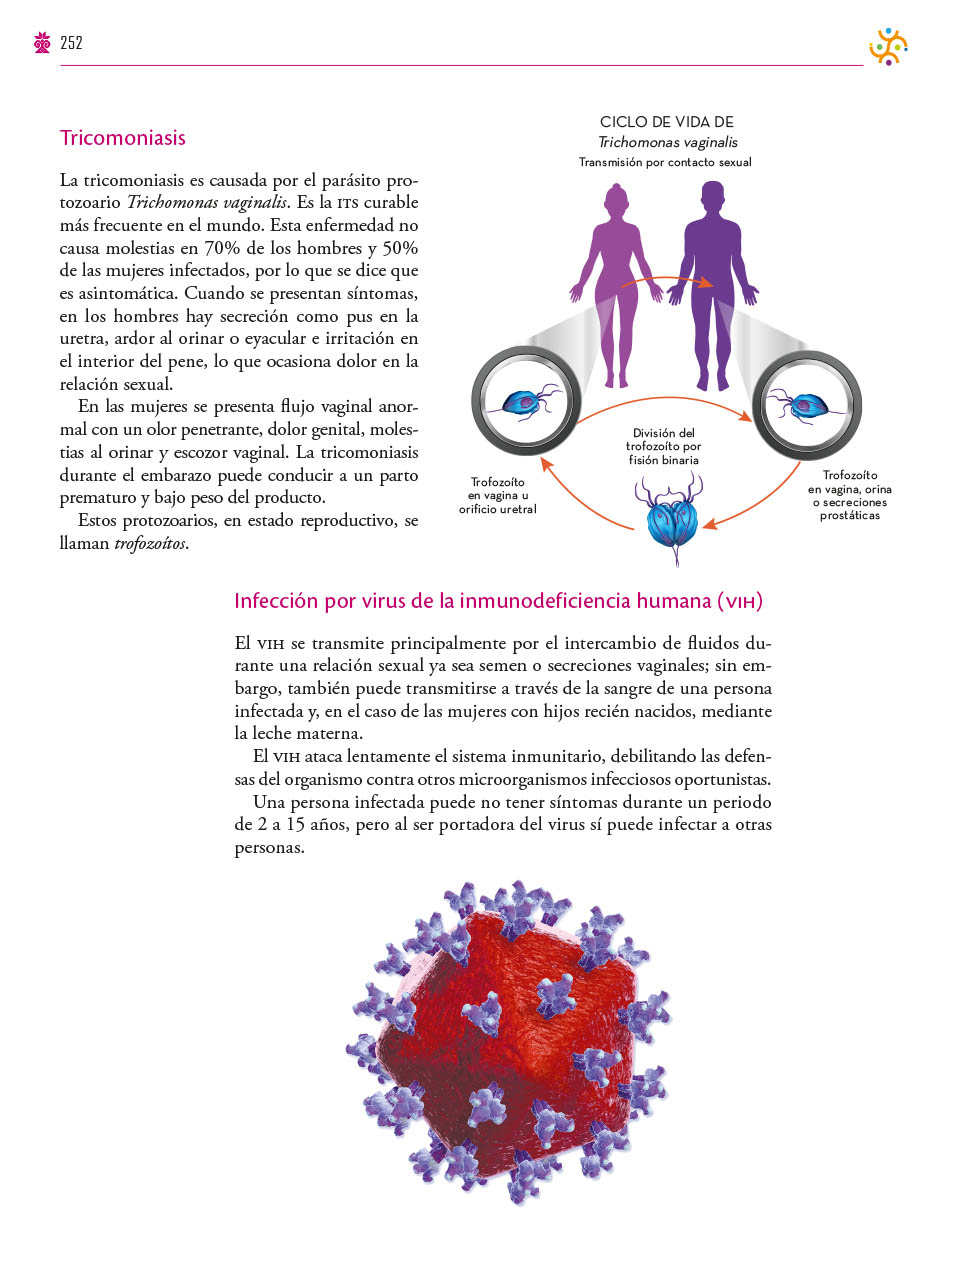 252
Tricomoniasis
La tricomoniasis es causada por el parásito pro-
tozoario Trichomonas vaginalis. Es la ITS curable
más frecuente en el mundo. Esta enfermedad no
causa molestias en 70% de los hombres y 50%
de las mujeres infectados, por lo que se dice que
es asintomática. Cuando se presentan síntomas,
en los hombres hay secreción como pus en la
uretra, ardor al orinar o eyacular e irritación en
el interior del pene, lo que ocasiona dolor en la
relación sexual.
En las mujeres se presenta flujo vaginal anor-
mal con un olor penetrante, dolor genital, moles-
tias al orinar y escozor vaginal. La tricomoniasis
durante el embarazo puede conducir a un parto
prematuro y bajo peso del producto.
Estos protozoarios, en estado reproductivo, se
llaman trofozoítos.
CICLO DE VIDA DE
Trichomonas vaginalis
Transmisión por contacto sexual
División del
trofozoíto por
fisión binaria
Trofozoíto
en vagina u
orificio uretral
Trofozoíto
en vagina, orina
o secreciones
prostáticas
Infección por virus de la inmunodeficiencia humana (VIH)
El VIH se transmite principalmente por el intercambio de fluidos du-
rante una relación sexual ya sea semen o secreciones vaginales; sin em-
bargo, también puede transmitirse a través de la sangre de una persona
infectada y, en el caso de las mujeres con hijos recién nacidos, mediante
la leche materna.
El VIH ataca lentamente el sistema inmunitario, debilitando las defen-
sas del organismo contra otros microorganismos infecciosos oportunistas.
Una persona infectada puede no tener síntomas durante un periodo
de 2 a 15 años, pero al ser portadora del virus sí puede infectar a otras
personas.